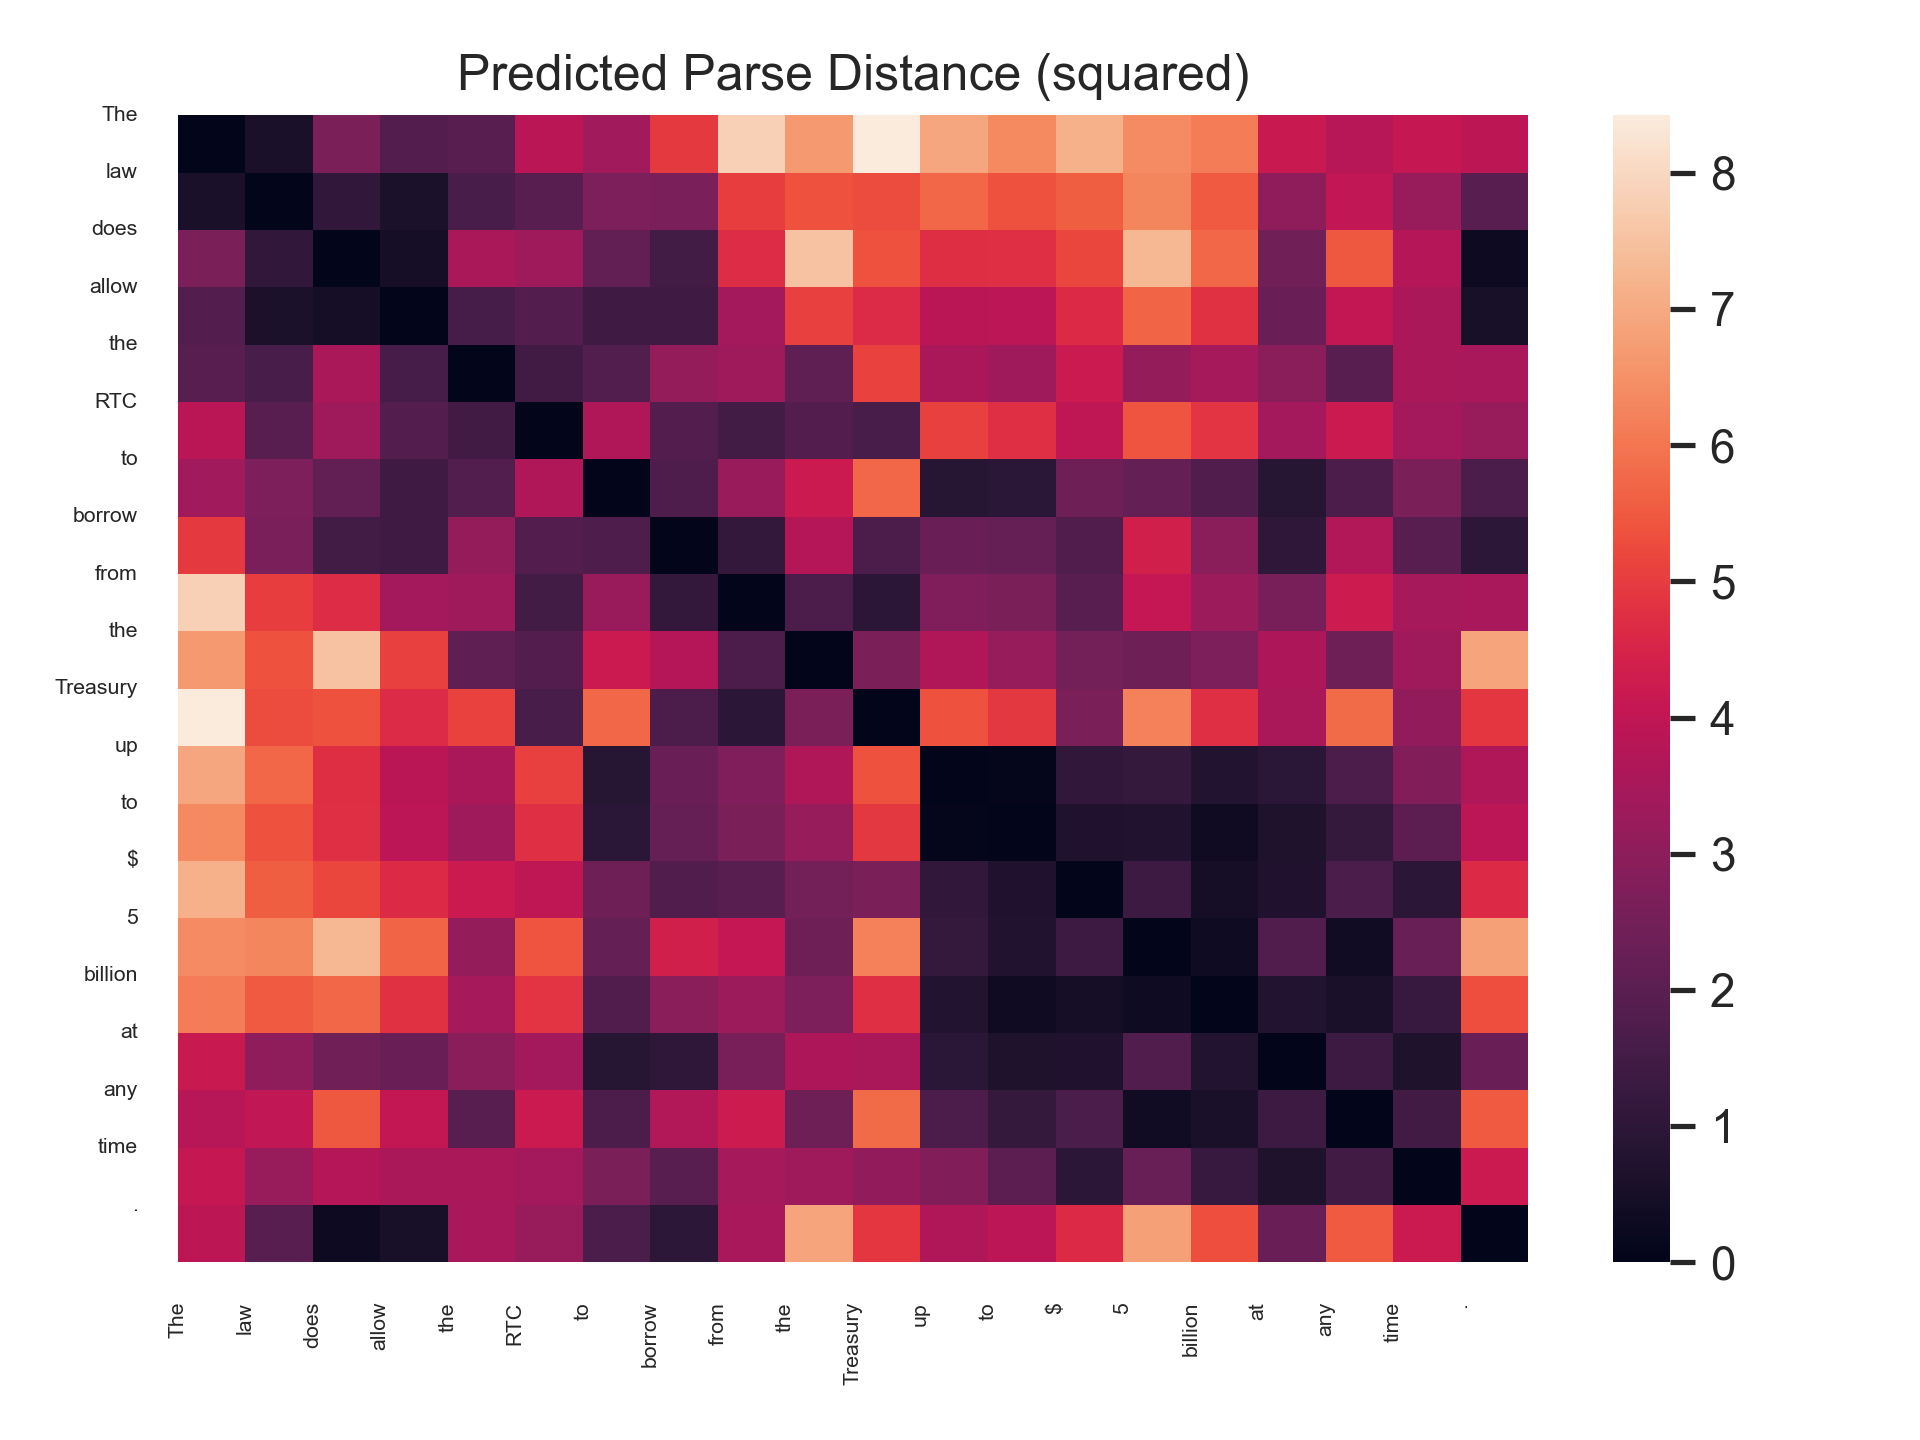 Predicted Parse Distance (squared)
The
law
does
allow
the
RTC
to
borrow
from
the
Treasury
up
to
$
5
billion
at
any
time
.
8
7
6
5
4
3
2
1
0
The law does allow the RTC to borrow from the Treasury up to $ 5 billion at any time .